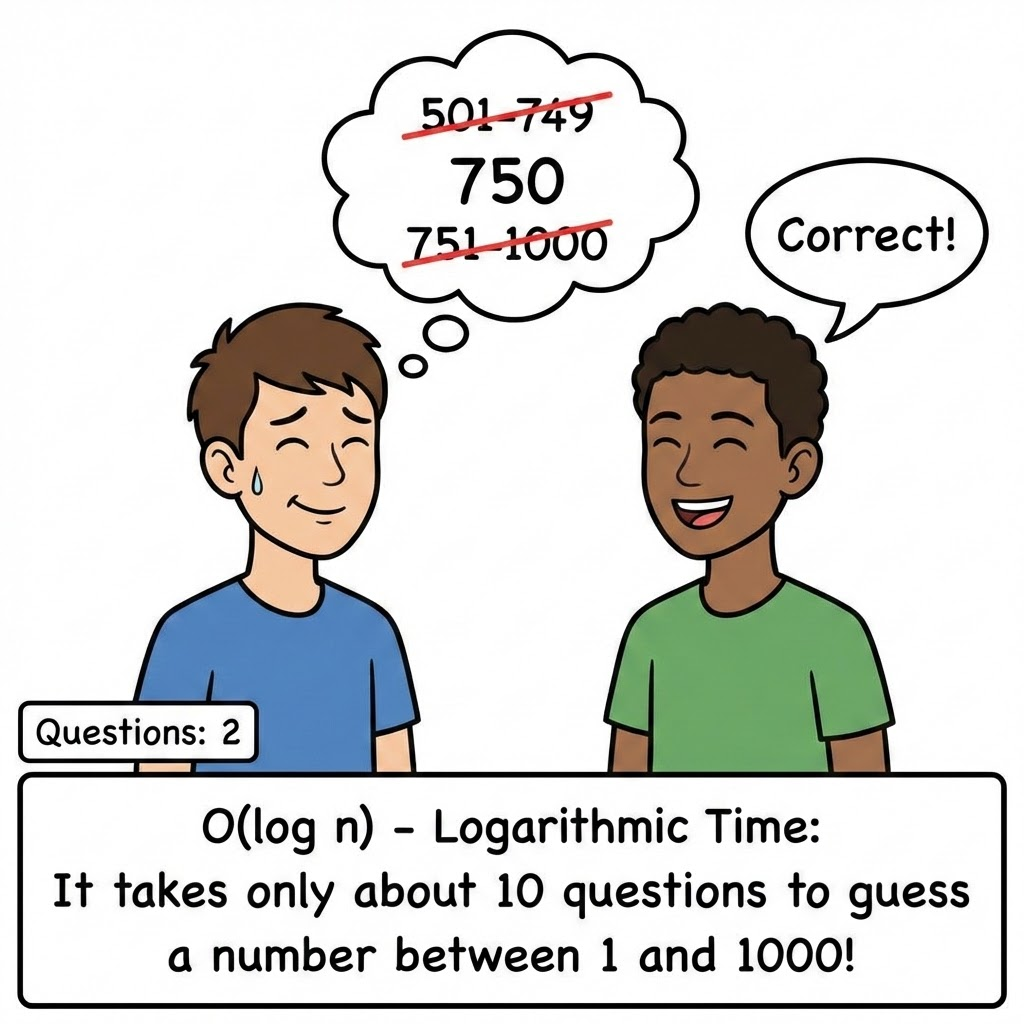 501-749
750
751-1000
Correct!
Questions: 2
O(log n) – Logarithmic Time:
It takes only about 10 questions to guess
a number between 1 and 1000!